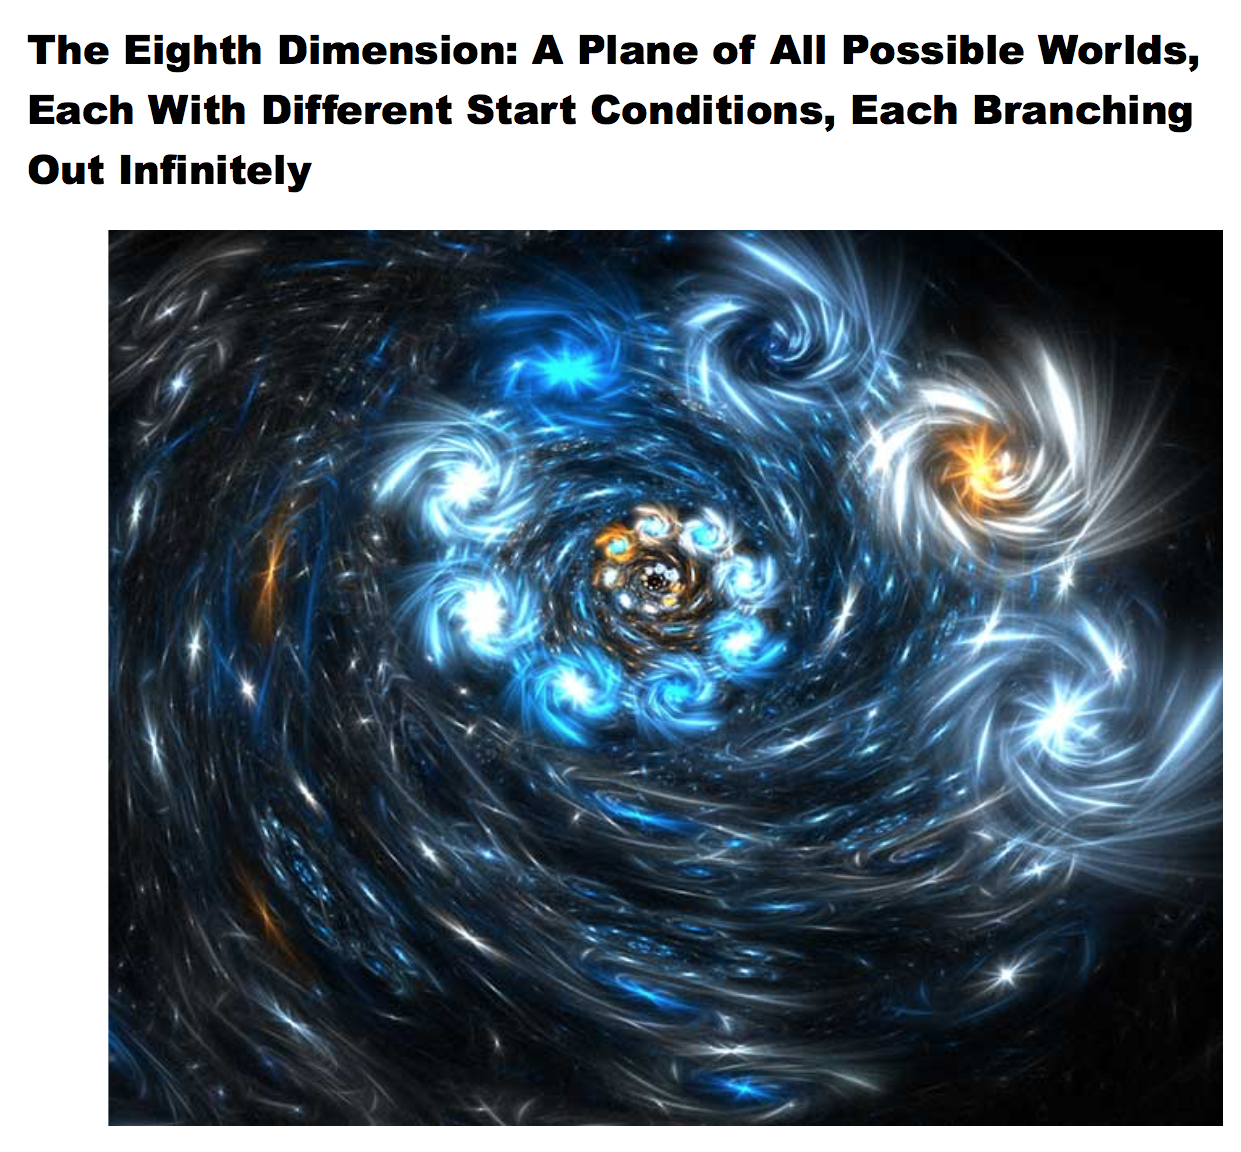 The Eighth Dimension: A Plane of All Possible Worlds,
Each With Different Start Conditions, Each Branching
Out Infinitely